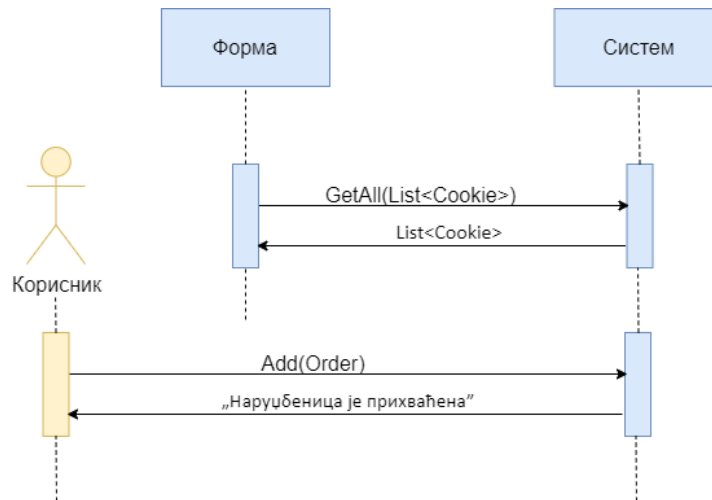 Форма
Систем
GetAll(List<Cookie>)
List<Cookie>
Корисник
Add(Order)
„Наруџбеница је прихваћена”